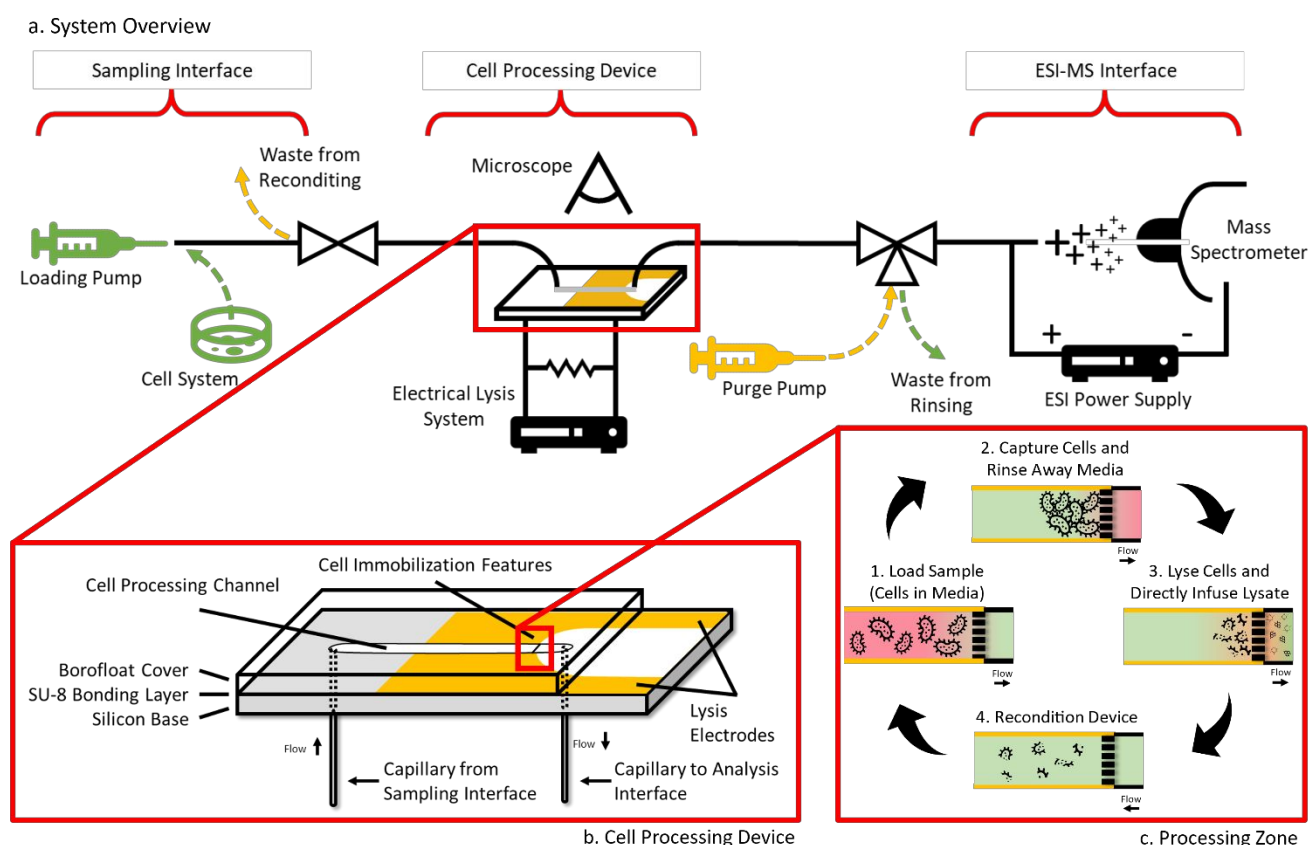 a. System Overview
Sampling Interface
Cell Processing Device
ESI-MS Interface
Waste from
Reconditing
Microscope
Loading Pump
Cell System
Electrical Lysis
System
Purge Pump
Waste from
Rinsing
+ + + + + + + + + + + + +
Mass
Spectrometer
+ -
ESI Power Supply
Cell Immobilization Features
Cell Processing Channel
Borofloat Cover
SU-8 Bonding Layer
Silicon Base
Lysis
Electrodes
Flow
Flow
Capillary from
Sampling Interface
Capillary to Analysis
Interface
b. Cell Processing Device
2. Capture Cells and
Rinse Away Media
Flow
1. Load Sample
(Cells in Media)
Flow
3. Lyse Cells and
Directly Infuse Lysate
Flow
4. Recondition Device
Flow
c. Processing Zone